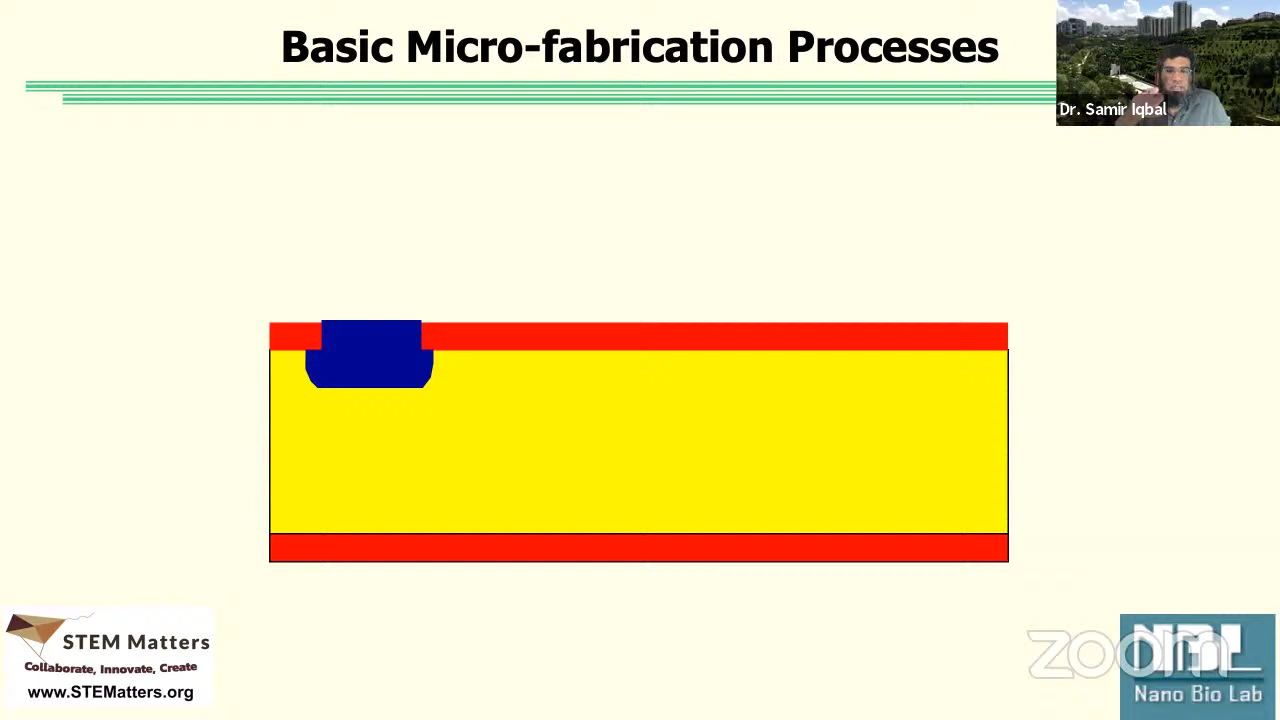 Basic Micro-fabrication Processes
Dr. Samir Iqbal
STEM Matters
Collaborate, Innovate, Create
www.STEMatters.org
zoom
NBL
Nano Bio Lab